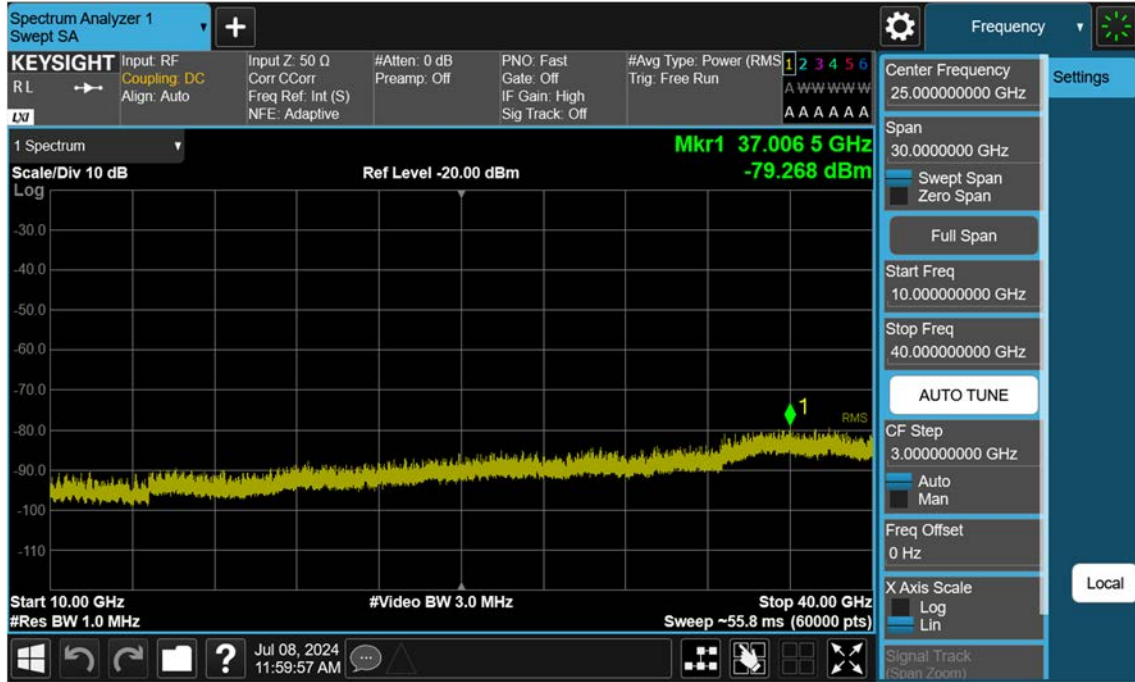 Spectrum Analyzer 1
Swept SA
Frequency
KEYSIGHT
R L
LXI
Input: RF
Coupling: DC
Align: Auto
Input Z: 50 Ω
Corr CCorr
Freq Ref: Int (S)
NFE: Adaptive
#Atten: 0 dB
Preamp: Off
PNO: Fast
Gate: Off
IF Gain: High
Sig Track: Off
#Avg Type: Power (RMS
Trig: Free Run
1 2 3 4 5 6
A W W W W W
A A A A A A
1 Spectrum
Mkr1 37.006 5 GHz
-79.268 dBm
Scale/Div 10 dB
Ref Level -20.00 dBm
Log
-30.0
-40.0
-50.0
-60.0
-70.0
-80.0
-90.0
-100
-110
1
RMS
Start 10.00 GHz
#Video BW 3.0 MHz
Stop 40.00 GHz
#Res BW 1.0 MHz
Sweep ~55.8 ms (60000 pts)
Center Frequency
25.000000000 GHz
Settings
Span
30.0000000 GHz
Swept Span
Zero Span
Full Span
Start Freq
10.000000000 GHz
Stop Freq
40.000000000 GHz
AUTO TUNE
CF Step
3.000000000 GHz
Auto
Man
Freq Offset
0 Hz
X Axis Scale
Log
Lin
Local
Signal Track
(Span Zoom)
?
Jul 08, 2024
11:59:57 AM